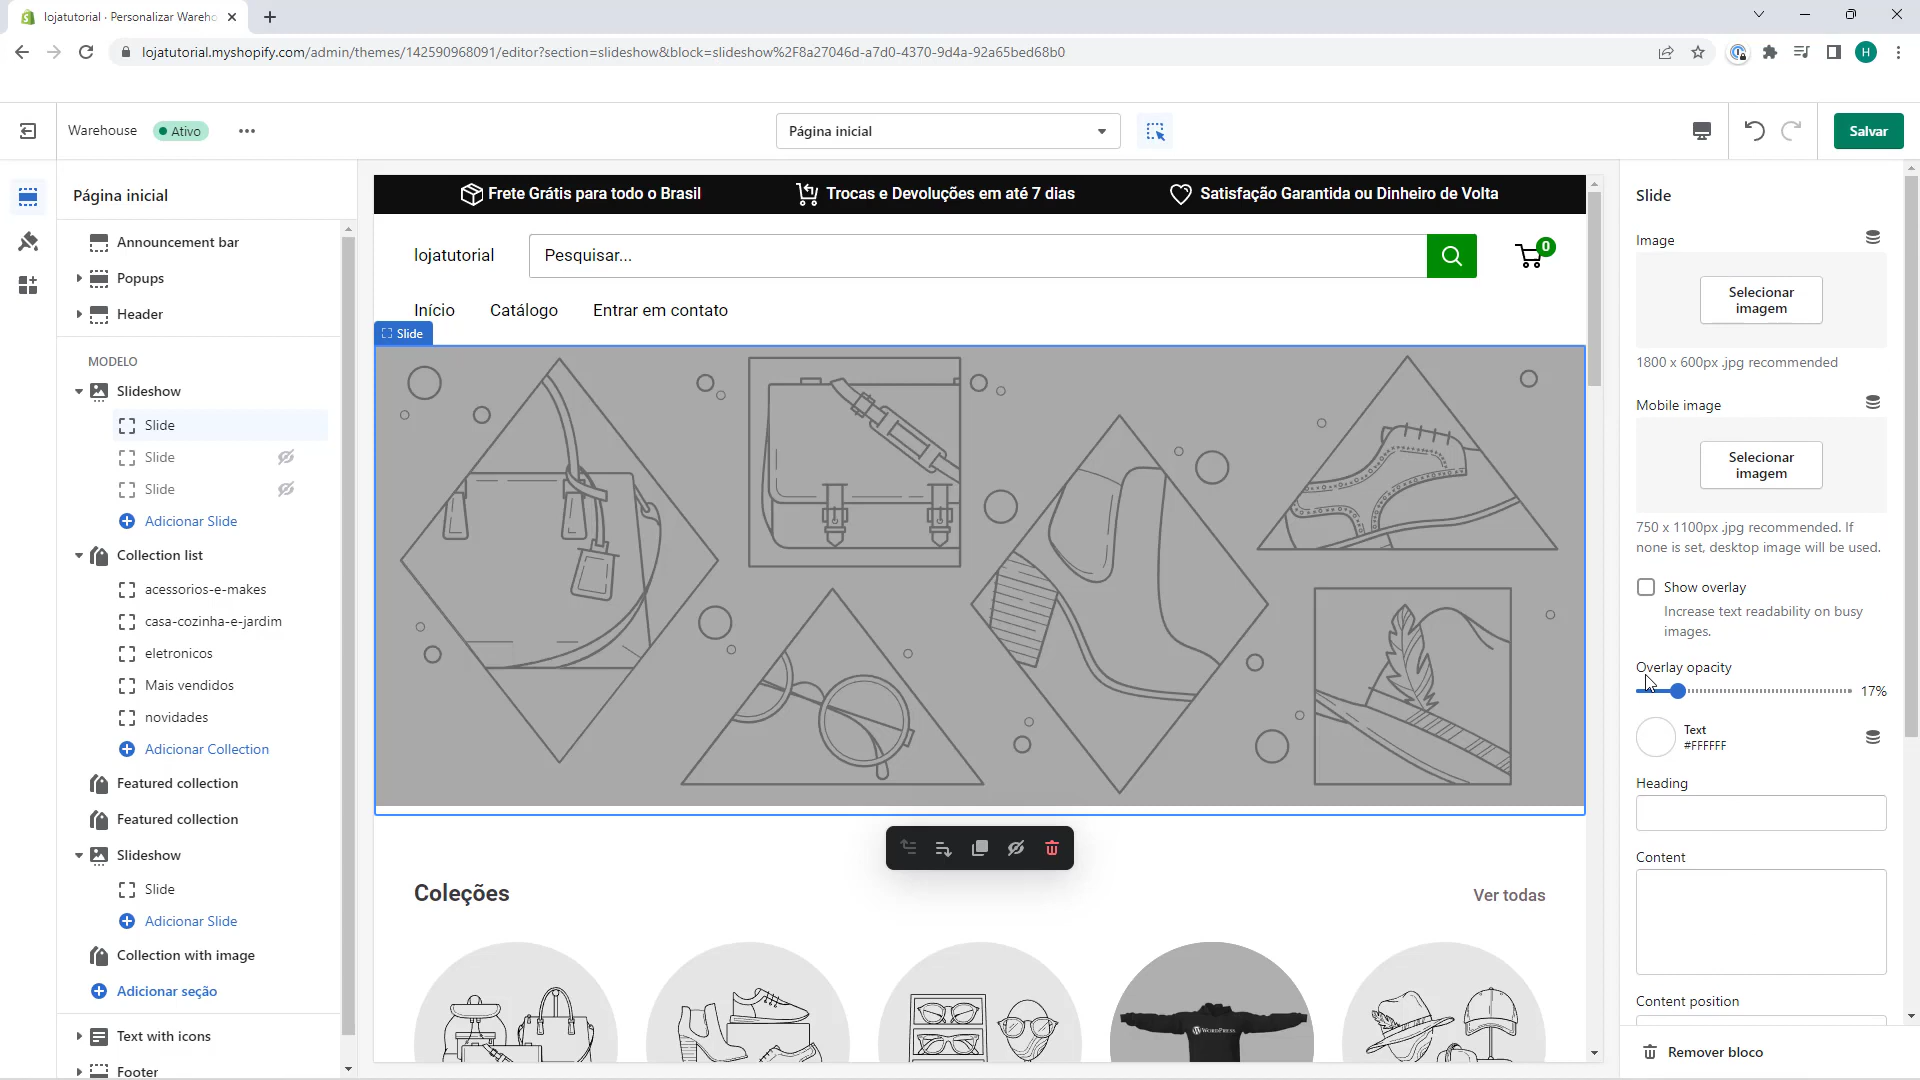 lojatutorial · Personalizar Wareho
lojatutorial.myshopify.com/admin/themes/142590968091/editor?section=slideshow&block=slideshow%2F8a27046d-a7d0-4370-9d4a-92a65bed68b0
H
Warehouse
Ativo
Página inicial
Salvar
Página inicial
Announcement bar
Popups
Header
MODELO
Slideshow
Slide
Slide
Slide
Adicionar Slide
Collection list
acessorios-e-makes
casa-cozinha-e-jardim
eletronicos
Mais vendidos
novidades
Adicionar Collection
Featured collection
Featured collection
Slideshow
Slide
Adicionar Slide
Collection with image
Adicionar seção
Text with icons
Footer
Frete Grátis para todo o Brasil
Trocas e Devoluções em até 7 dias
Satisfação Garantida ou Dinheiro de Volta
lojatutorial
Pesquisar...
0
Início
Catálogo
Entrar em contato
Slide
Coleções
Ver todas
WORDPRESS
Slide
Image
Selecionar
imagem
1800 x 600px .jpg recommended
Mobile image
Selecionar
imagem
750 x 1100px .jpg recommended. If
none is set, desktop image will be used.
Show overlay
Increase text readability on busy
images.
Overlay opacity
17%
Text
#FFFFFF
Heading
Content
Content position
Remover bloco